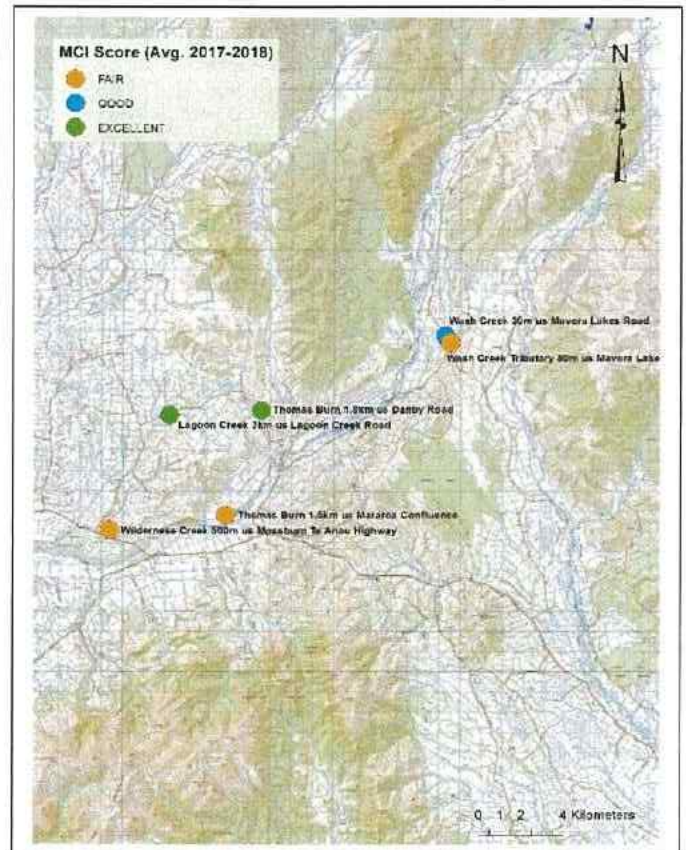 MCI Score (Avg. 2017-2018)
FAIR
GOOD
EXCELLENT
N
Wash Creek 30m us Mavora Lakes Road
Wash Creek Tributary 80m us Mavora Lake
Thomas Burn 1.8km us Danby Road
Lagoon Creek 3km us Lagoon Creek Road
Thomas Burn 1.5km us Mararoa Confluence
Wilderness Creek 500m us Mossburn Te Anau Highway
0 1 2 4 Kilometers